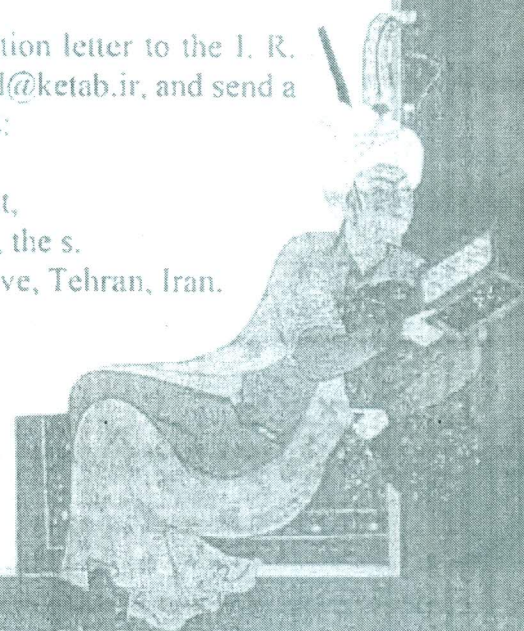 tion letter to the I. R.
@ketab.ir, and send a
t,
the s.
ve, Tehran, Iran.